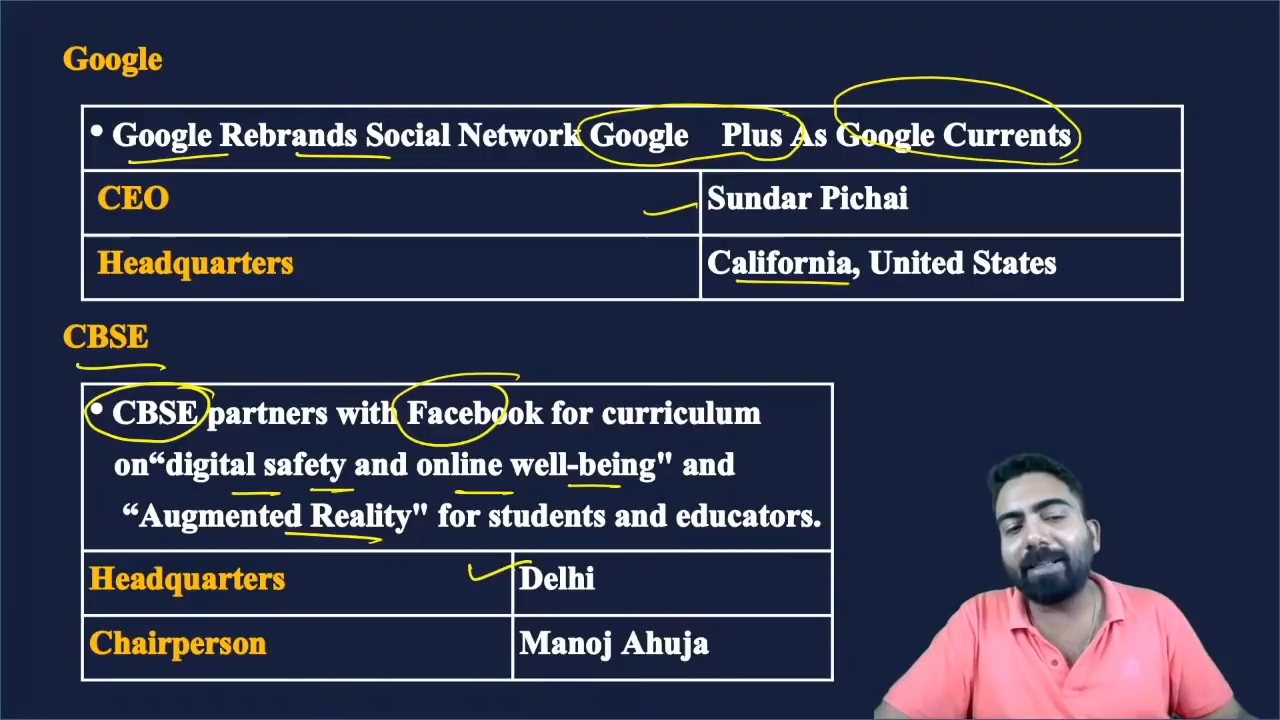 Google
• Google Rebrands Social Network Google Plus As Google Currents
CEO
Sundar Pichai
Headquarters
California, United States
CBSE
• CBSE partners with Facebook for curriculum
on“digital safety and online well-being" and
“Augmented Reality" for students and educators.
Headquarters
Delhi
Chairperson
Manoj Ahuja